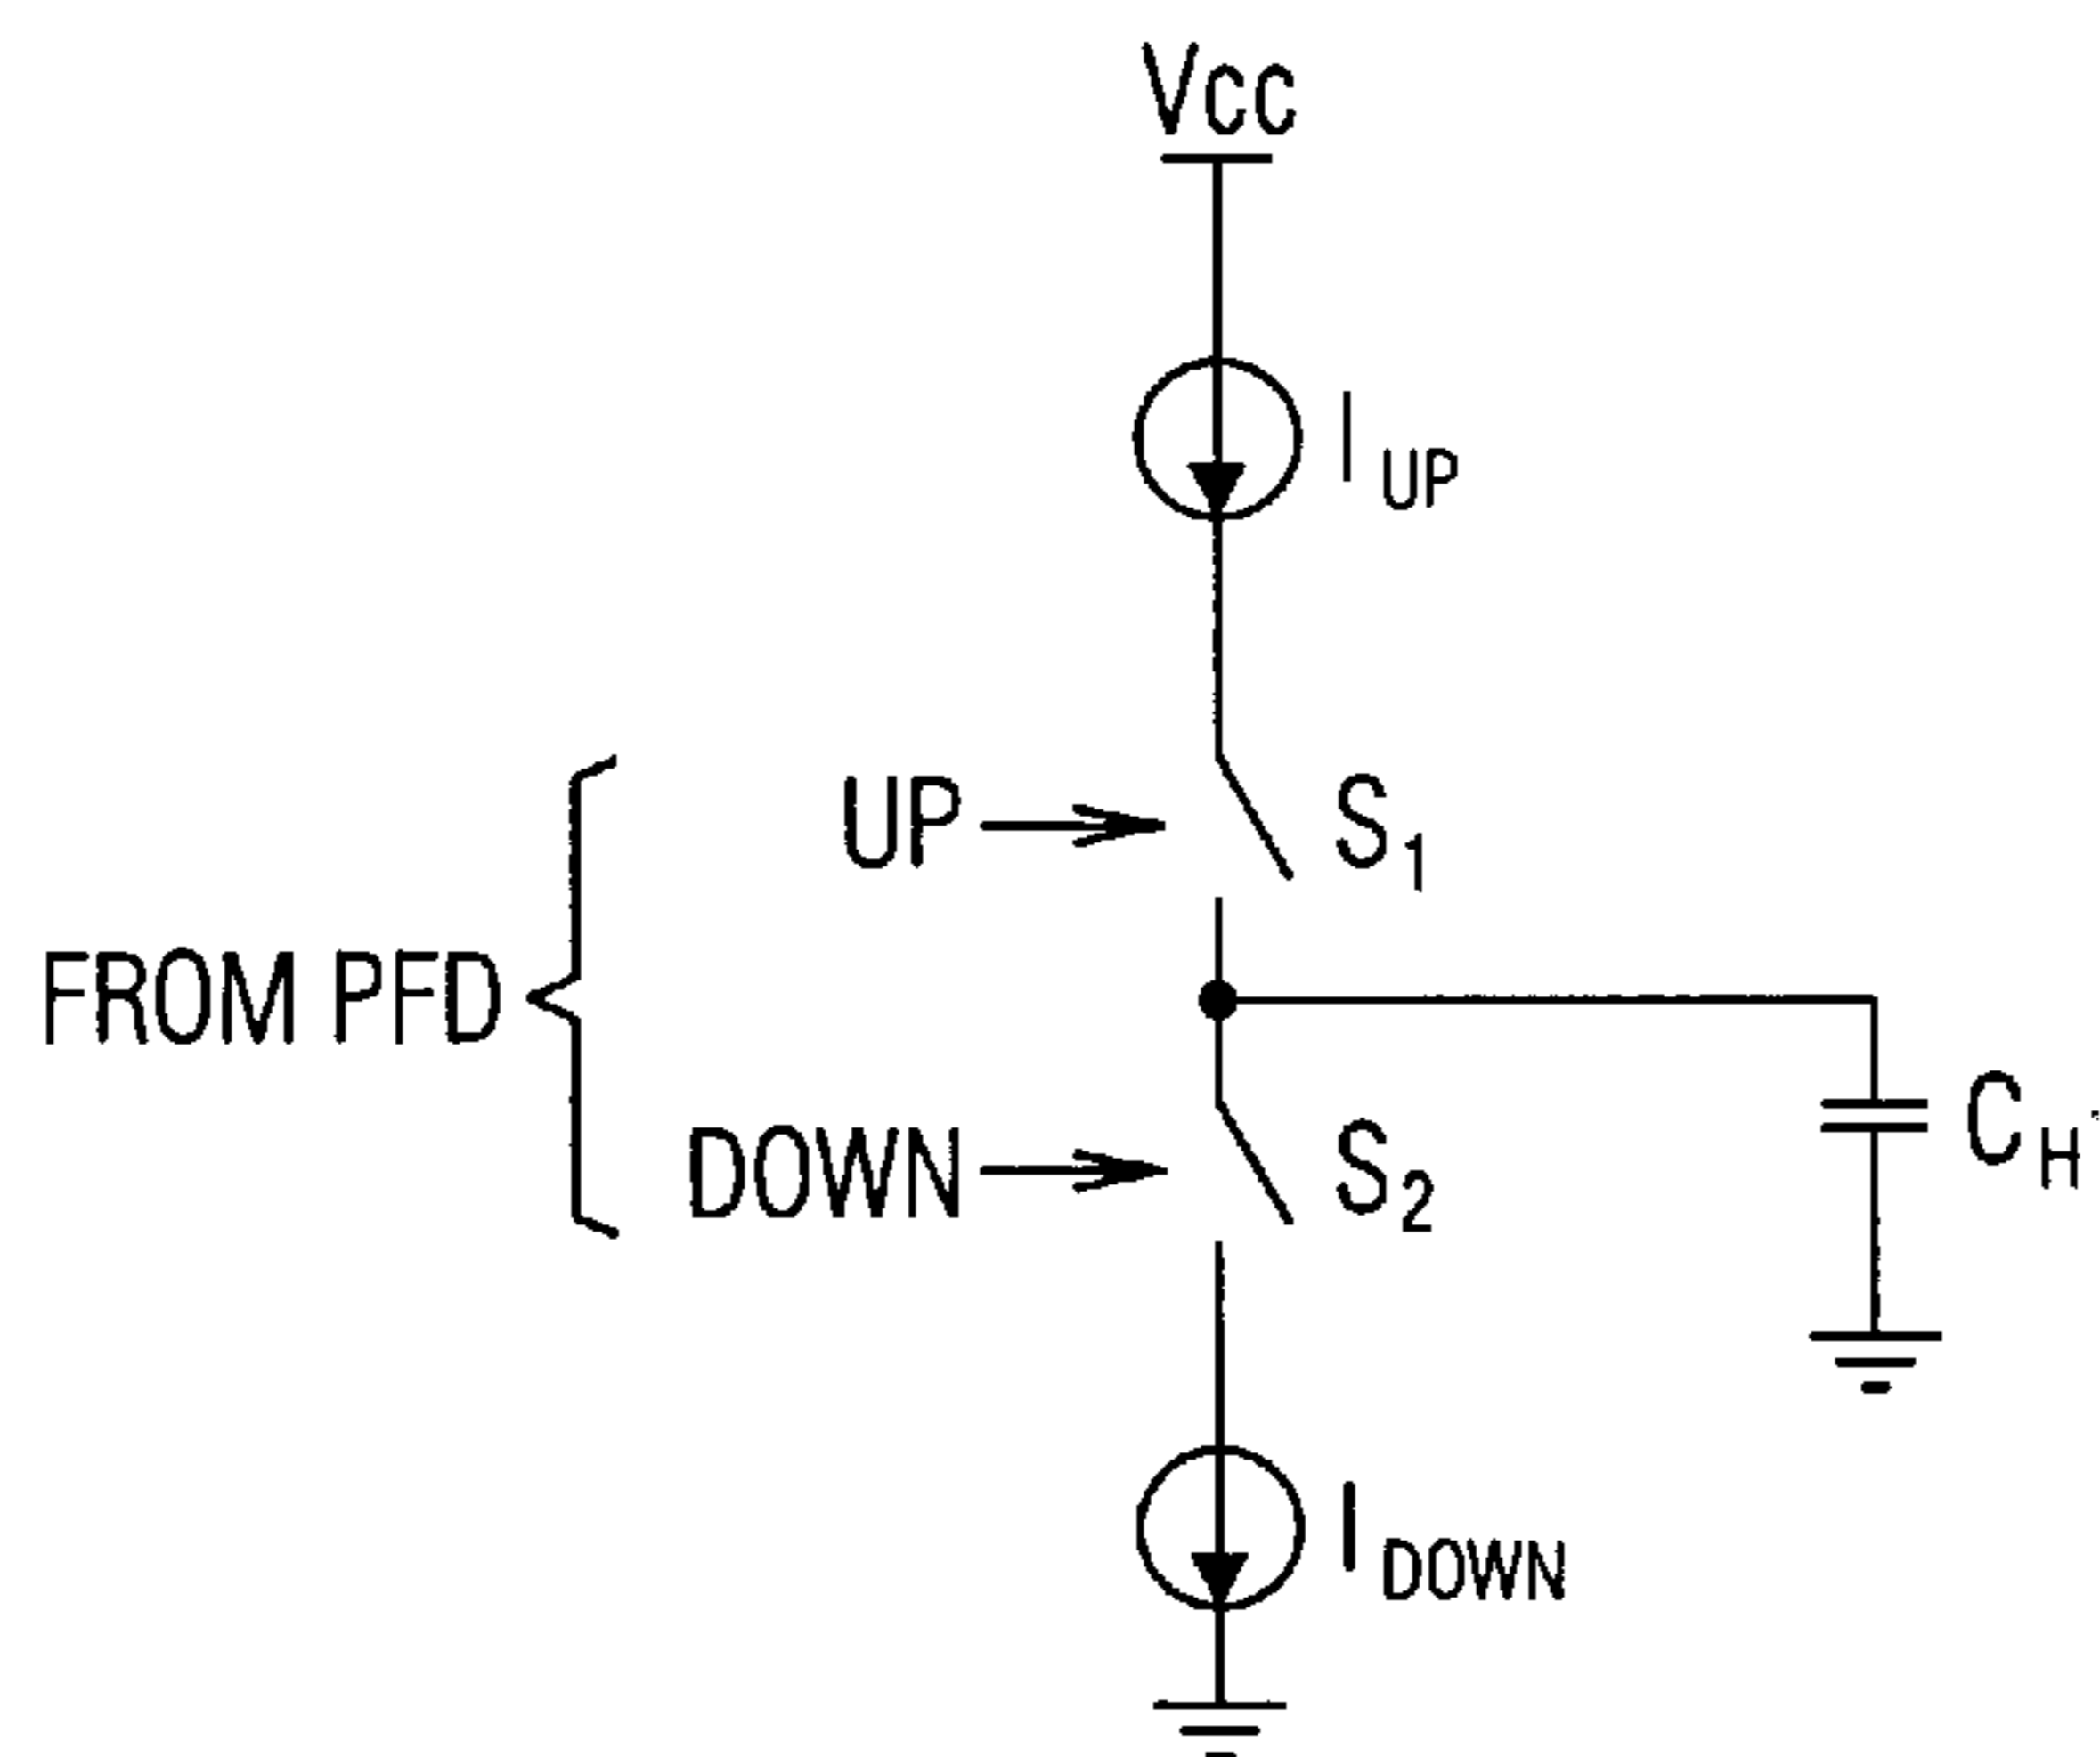 Vcc
I UP
UP
S1
FROM PFD
DOWN
S2
CH
I DOWN